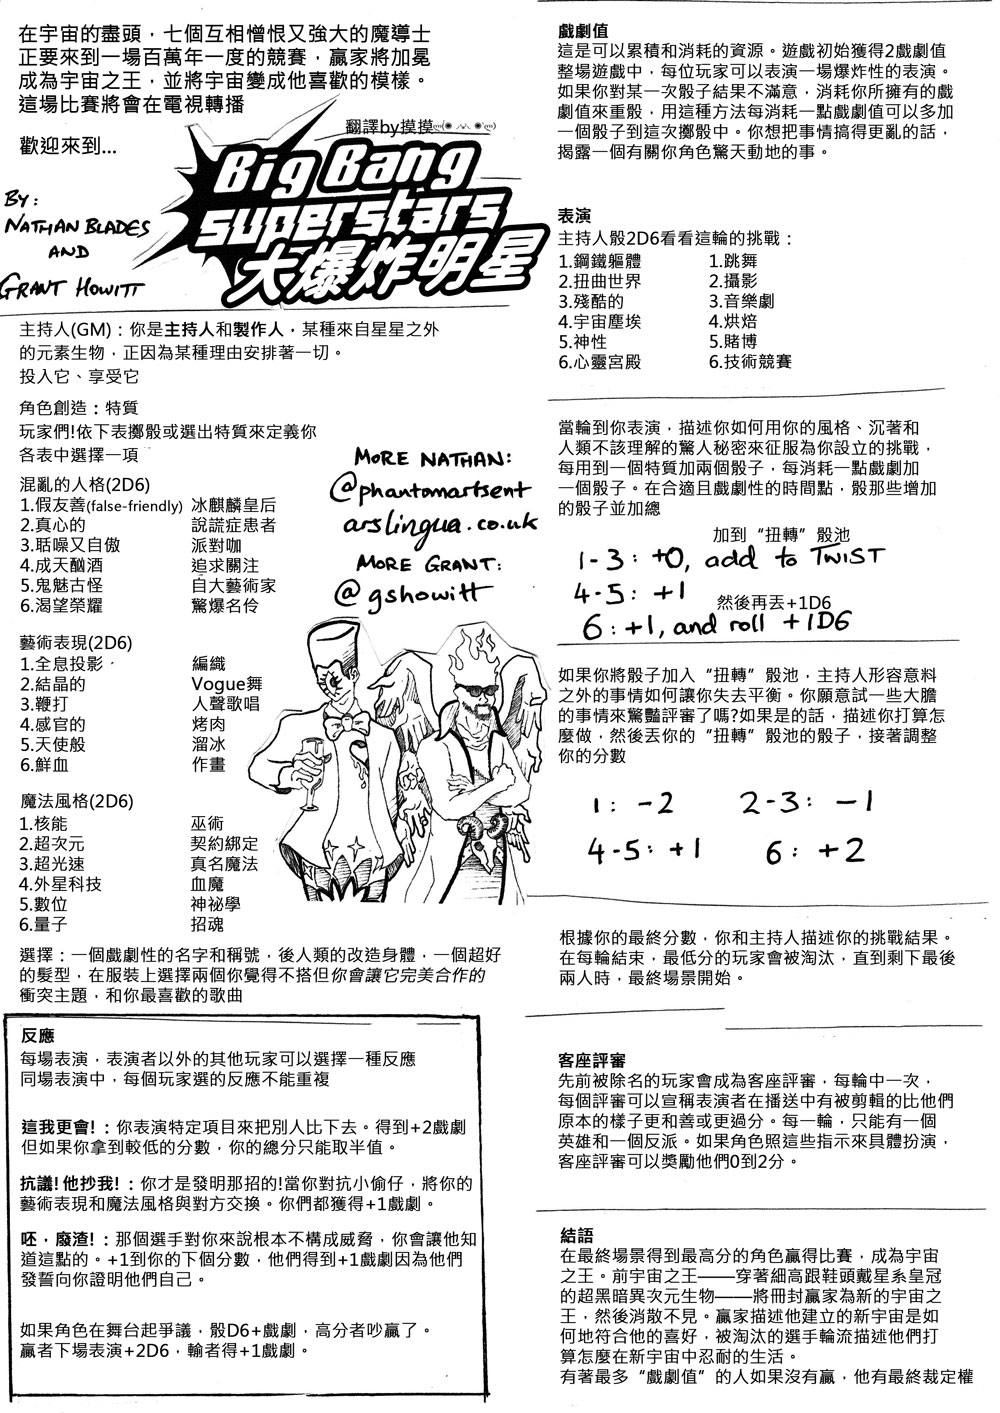 在宇宙的盡頭，七個互相憎恨又強大的魔導士
正要來到一場百萬年一度的競賽，贏家將加冕
成為宇宙之王，並將宇宙變成他喜歡的模樣。
這場比賽將會在電視轉播
歡迎來到...
翻譯by摸摸
Big Bang
superstars
大爆炸明星
BY:
NATHAN BLADES
AND
GRANT HOWITT
主持人(GM)：你是主持人和製作人，某種來自星星之外
的元素生物，正因為某種理由安排著一切。
投入它、享受它
角色創造：特質
玩家們!依下表擲骰或選出特質來定義你
各表中選擇一項
混亂的人格(2D6)
1.假友善(false-friendly) 冰麒麟皇后
2.真心的 說謊症患者
3.聒噪又自傲 派對咖
4.成天酗酒 追求關注
5.鬼魅古怪 自大藝術家
6.渴望榮耀 驚爆名伶
MORE NATHAN:
@phantomartsent
arslingua.co.uk
MORE GRANT:
@gshowitt
藝術表現(2D6)
1.全息投影 編織
2.結晶的 Vogue舞
3.鞭打 人聲歌唱
4.感官的 烤肉
5.天使般 溜冰
6.鮮血 作畫
魔法風格(2D6)
1.核能 巫術
2.超次元 契約綁定
3.超光速 真名魔法
4.外星科技 血魔
5.數位 神祕學
6.量子 招魂
選擇：一個戲劇性的名字和稱號，後人類的改造身體，一個超好
的髮型，在服裝上選擇兩個你覺得不搭但你會讓它完美合作的
衝突主題，和你最喜歡的歌曲
反應
每場表演，表演者以外的其他玩家可以選擇一種反應
同場表演中，每個玩家選的反應不能重複
這我更會!：你表演特定項目來把別人比下去。得到+2戲劇
但如果你拿到較低的分數，你的總分只能取半值。
抗議!他抄我!：你才是發明那招的!當你對抗小偷仔，將你的
藝術表現和魔法風格與對方交換。你們都獲得+1戲劇。
呸，廢渣!：那個選手對你來說根本不構成威脅，你會讓他知
道這點的。+1到你的下個分數，他們得到+1戲劇因為他們
發誓向你證明他們自己。
如果角色在舞台起爭議，骰D6+戲劇，高分者吵贏了。
贏者下場表演+2D6，輸者得+1戲劇。
戲劇值
這是可以累積和消耗的資源。遊戲初始獲得2戲劇值
整場遊戲中，每位玩家可以表演一場爆炸性的表演。
如果你對某一次骰子結果不滿意，消耗你所擁有的戲
劇值來重骰，用這種方法每消耗一點戲劇值可以多加
一個骰子到這次擲骰中。你想把事情搞得更亂的話，
揭露一個有關你角色驚天動地的事。
表演
主持人骰2D6看看這輪的挑戰：
1.鋼鐵軀體 1.跳舞
2.扭曲世界 2.攝影
3.殘酷的 3.音樂劇
4.宇宙塵埃 4.烘焙
5.神性 5.賭博
6.心靈宮殿 6.技術競賽
當輪到你表演，描述你如何用你的風格、沉著和
人類不該理解的驚人秘密來征服為你設立的挑戰，
每用到一個特質加兩個骰子，每消耗一點戲劇加
一個骰子。在合適且戲劇性的時間點，骰那些增加
的骰子並加總
加到“扭轉”骰池
1-3: +0, add to TWIST
4-5: +1
然後再丟+1D6
6: +1, and roll +1D6
如果你將骰子加入“扭轉”骰池，主持人形容意料
之外的事情如何讓你失去平衡。你願意試一些大膽
的事情來驚豔評審了嗎?如果是的話，描述你打算怎
麼做，然後丟你的“扭轉”骰池的骰子，接著調整
你的分數
1: -2 2-3: -1
4-5: +1 6: +2
根據你的最終分數，你和主持人描述你的挑戰結果。
在每輪結束，最低分的玩家會被淘汰，直到剩下最後
兩人時，最終場景開始。
客座評審
先前被除名的玩家會成為客座評審，每輪中一次，
每個評審可以宣稱表演者在播送中有被剪輯的比他們
原本的樣子更和善或更過分。每一輪，只能有一個
英雄和一個反派。如果角色照這些指示來具體扮演，
客座評審可以獎勵他們0到2分。
結語
在最終場景得到最高分的角色贏得比賽，成為宇宙
之王。前宇宙之王——穿著細高跟鞋頭戴星系皇冠
的超黑暗異次元生物——將冊封贏家為新的宇宙之
王，然後消散不見。贏家描述他建立的新宇宙是如
何地符合他的喜好，被淘汰的選手輪流描述他們打
算怎麼在新宇宙中忍耐的生活。
有著最多“戲劇值”的人如果沒有贏，他有最終裁定權